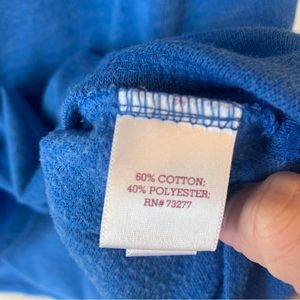 60% COTTON;
40% POLYESTER;
RN# 73277